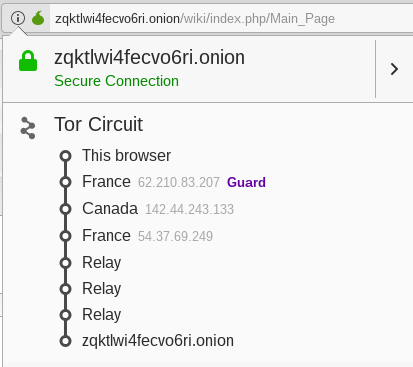 zqktlwi4fecvo6ri.onion/wiki/index.php/Main_Page
zqktlwi4fecvo6ri.onion
Secure Connection
Tor Circuit
This browser
France 62.210.83.207 Guard
Canada 142.44.243.133
France 54.37.69.249
Relay
Relay
Relay
zqktlwi4fecvo6ri.onion